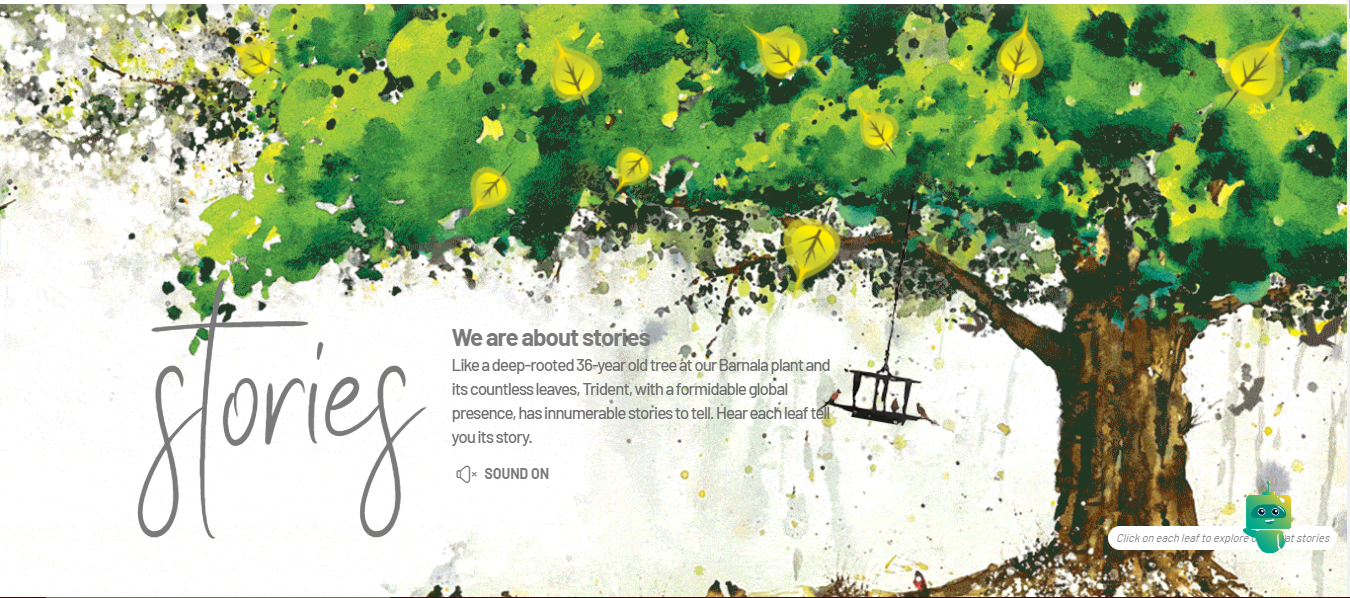 stories
We are about stories
Like a deep-rooted 36-year old tree at our Barnala plant and
its countless leaves, Trident, with a formidable global
presence, has innumerable stories to tell. Hear each leaf tell
you its story.
SOUND ON
Click on each leaf to explore stories